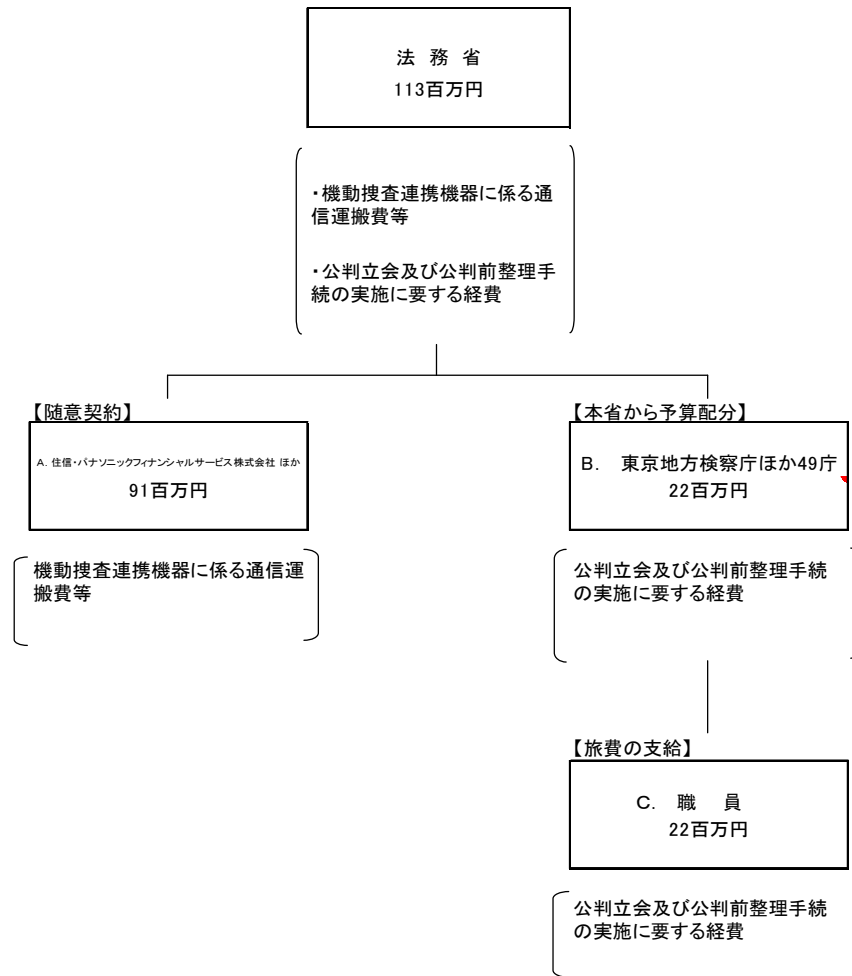 法 務 省
113百万円
・機動捜査連携機器に係る通
信運搬費等
・公判立会及び公判前整理手
続の実施に要する経費
【随意契約】
A. 住信・パナソニックフィナンシャルサービス株式会社 ほか
91百万円
機動捜査連携機器に係る通信運
搬費等
【本省から予算配分】
B. 東京地方検察庁ほか49庁
22百万円
公判立会及び公判前整理手続
の実施に要する経費
【旅費の支給】
C. 職 員
22百万円
公判立会及び公判前整理手続
の実施に要する経費